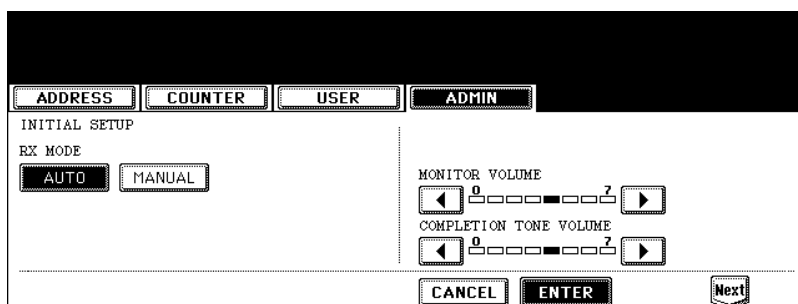 ADDRESS COUNTER USER ADMIN
INITIAL SETUP
RX MODE
AUTO MANUAL
MONITOR VOLUME
0 7
COMPLETION TONE VOLUME
0 7
CANCEL ENTER Next